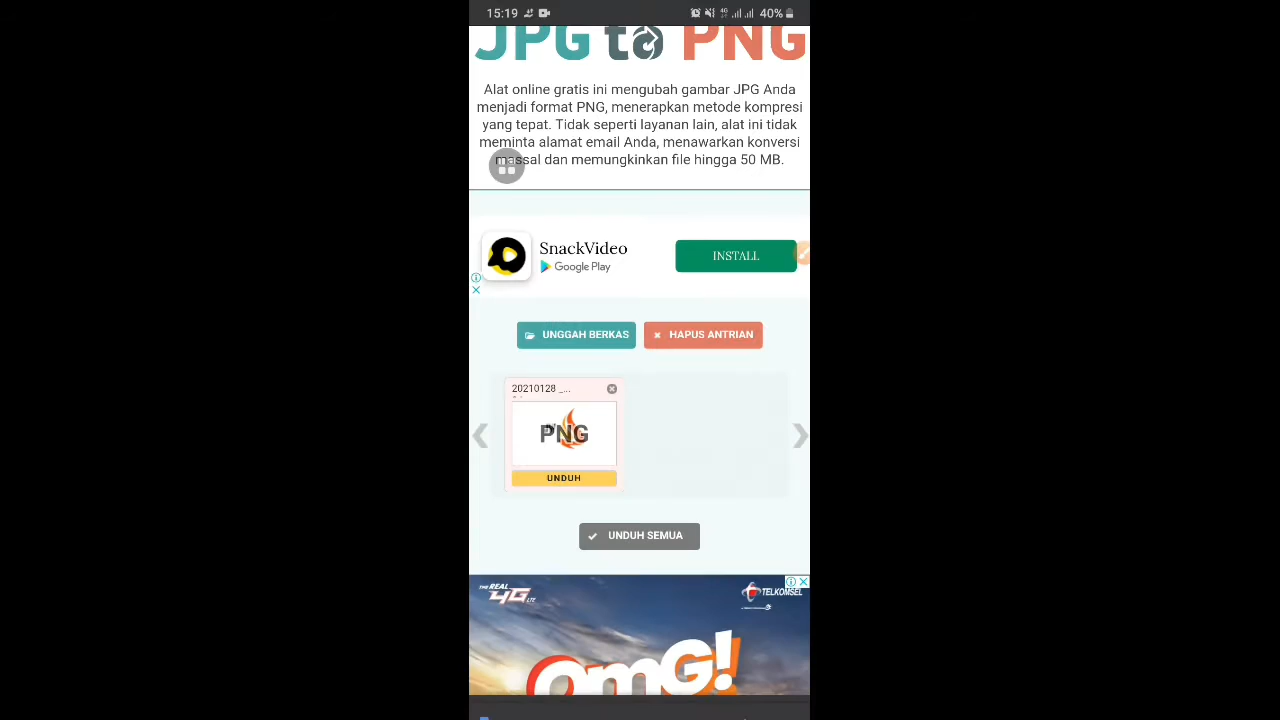 15:19 4G 40%
JPG to PNG
Alat online gratis ini mengubah gambar JPG Anda
menjadi format PNG, menerapkan metode kompresi
yang tepat. Tidak seperti layanan lain, alat ini tidak
meminta alamat email Anda, menawarkan konversi
massal dan memungkinkan file hingga 50 MB.
SnackVideo
Google Play
INSTALL
UNGGAH BERKAS
HAPUS ANTRIAN
20210128 _...
PNG
UNDUH
UNDUH SEMUA
THE REAL
4G LTE
TELKOMSEL
OMG!